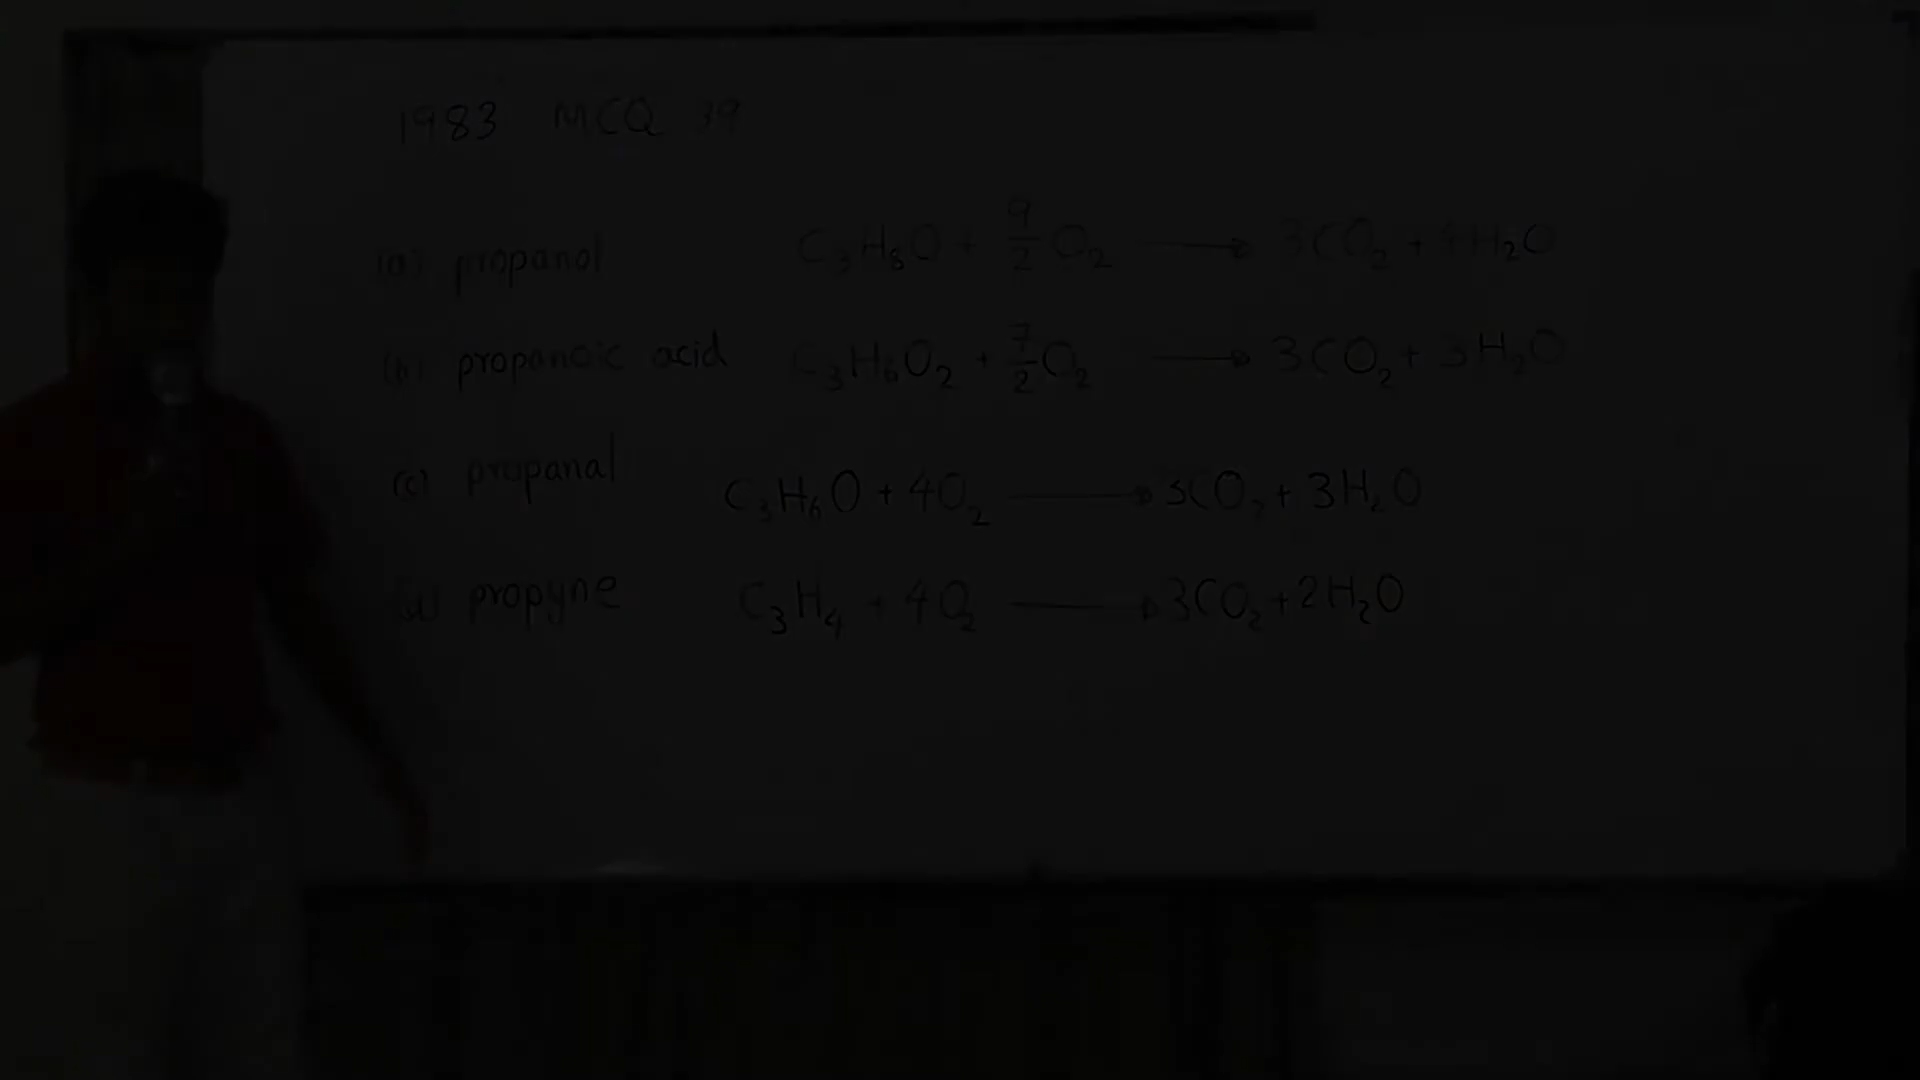 1983 MCQ 39
(a) propanol C₃H₈O + 9/2 O₂ → 3CO₂ + 4H₂O
(b) propanoic acid C₃H₆O₂ + 7/2 O₂ → 3CO₂ + 3H₂O
(c) propanal C₃H₆O + 4O₂ → 3CO₂ + 3H₂O
(d) propyne C₃H₄ + 4O₂ → 3CO₂ + 2H₂O